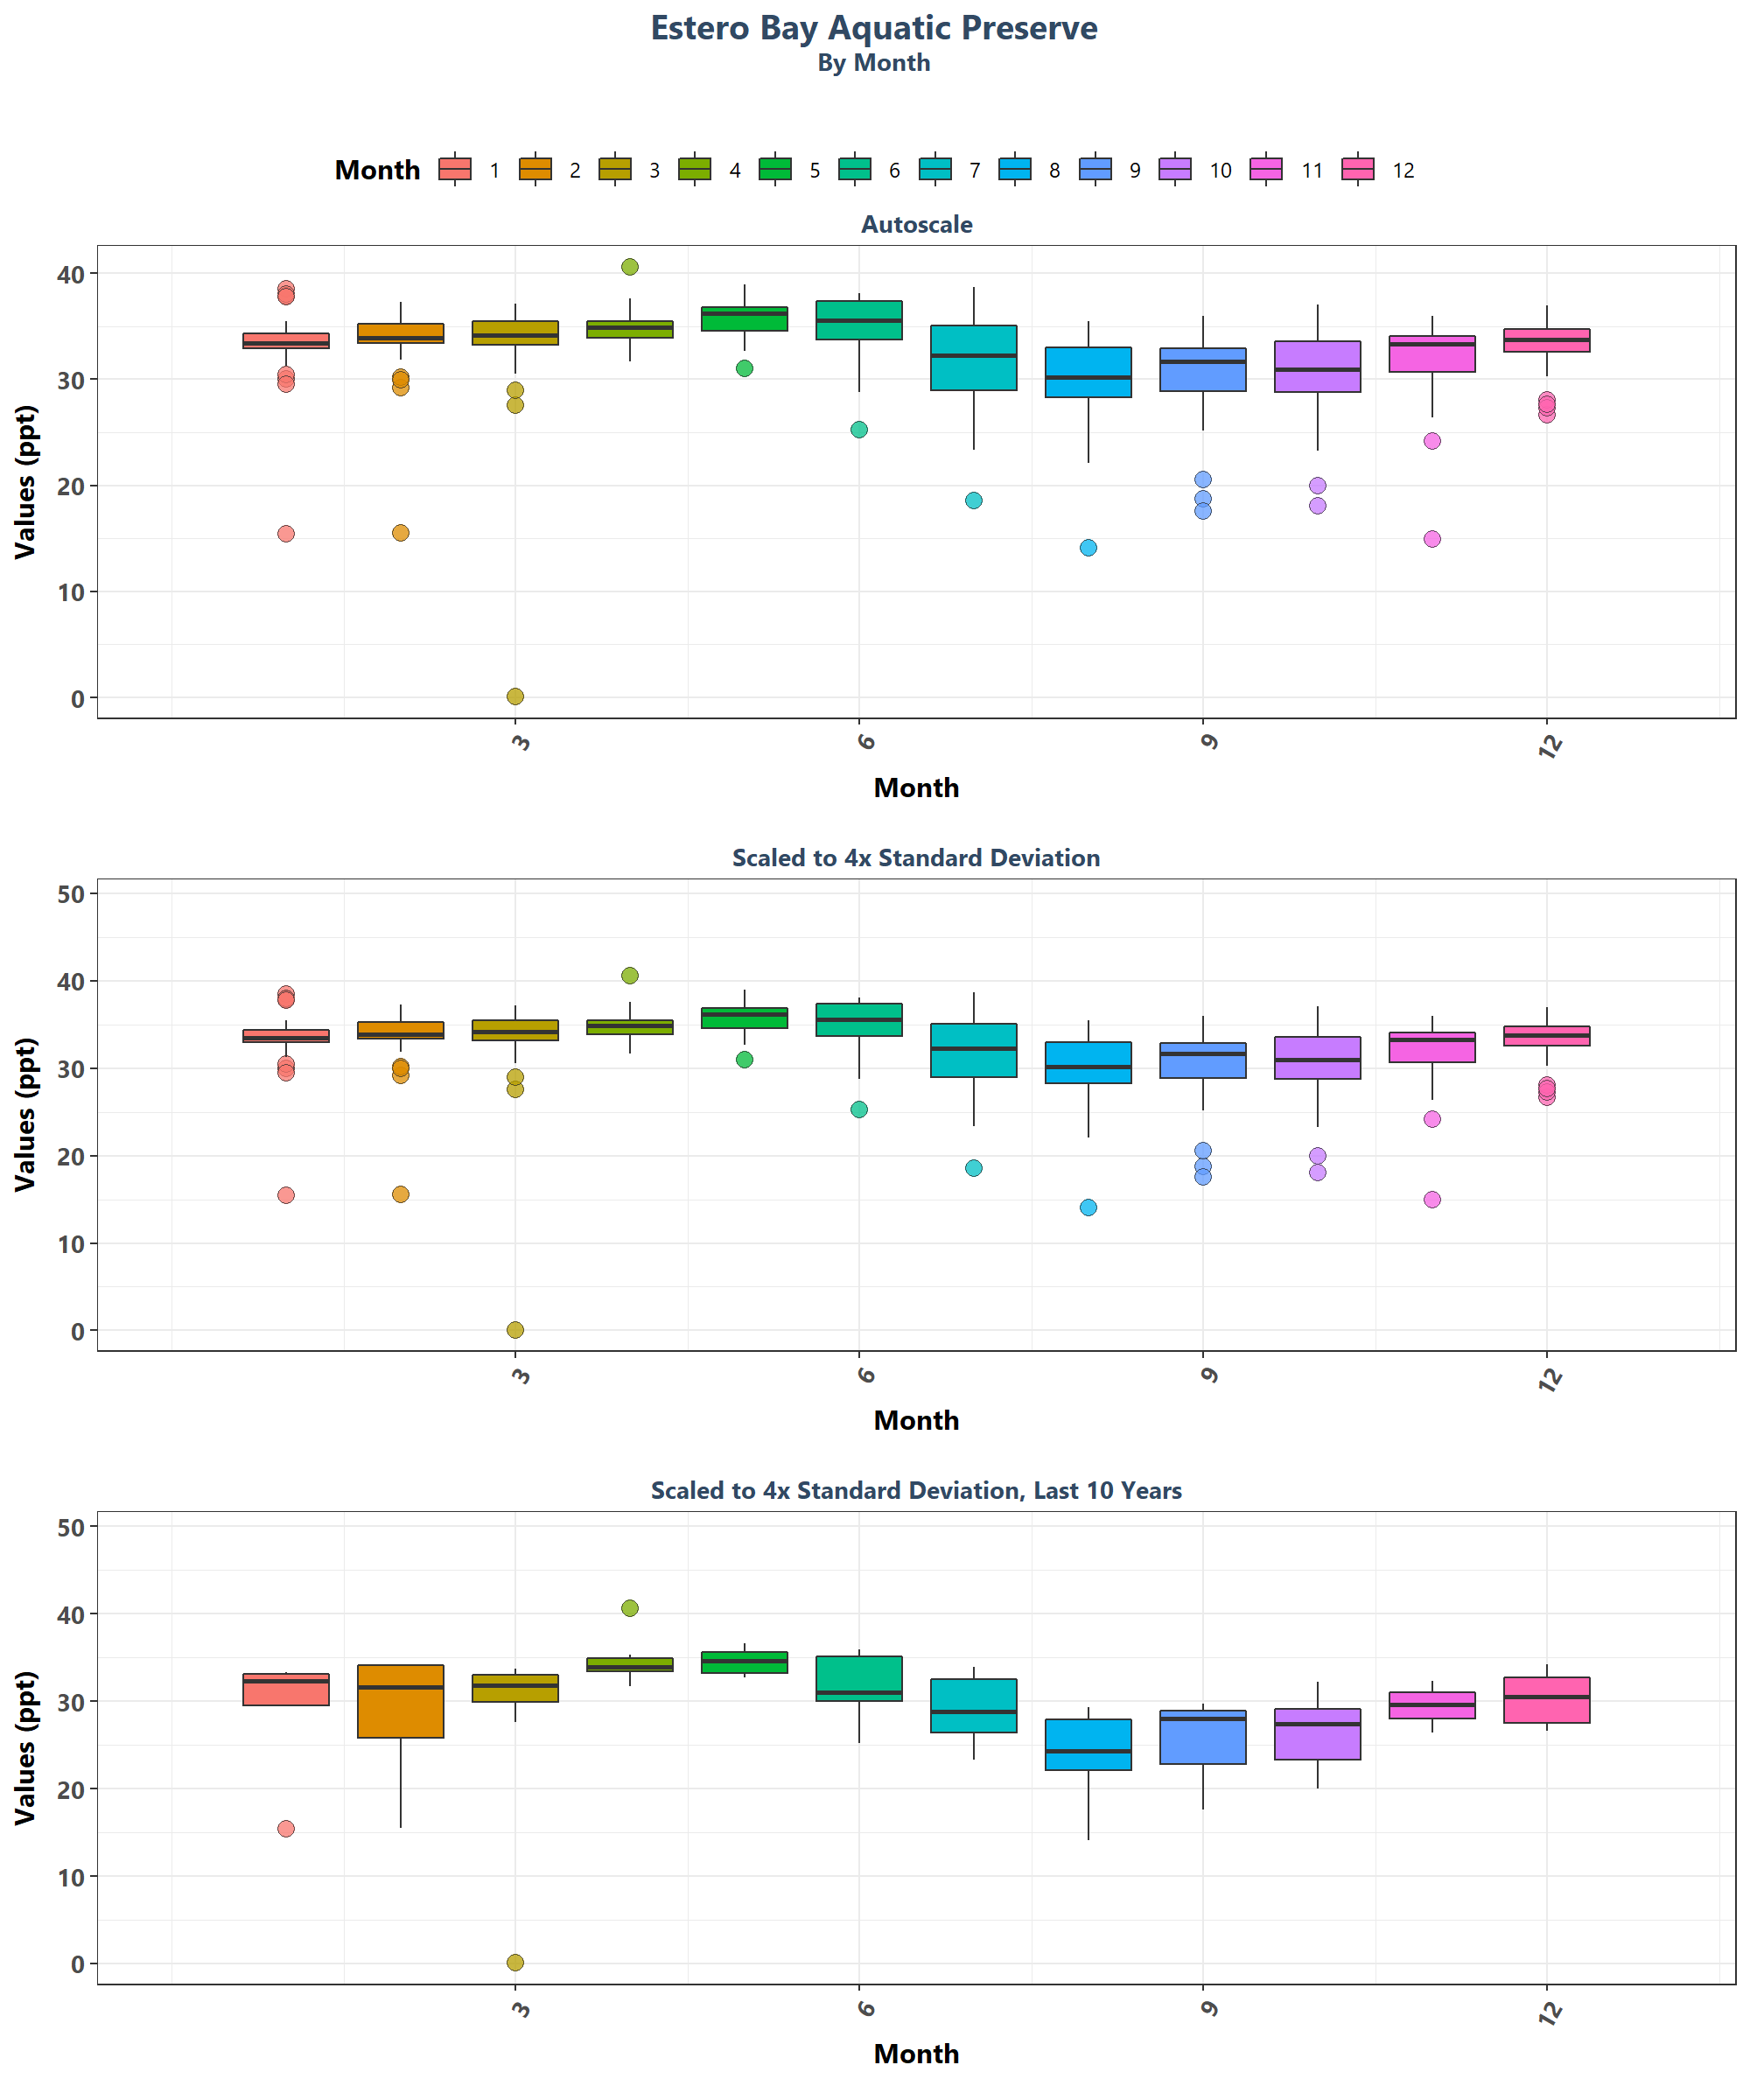 Estero Bay Aquatic Preserve
By Month
Month 1 2 3 4 5 6 7 8 9 10 11 12
Autoscale
Values (ppt)
40
30
20
10
0
3 6 9 12
Month
Scaled to 4x Standard Deviation
Values (ppt)
50
40
30
20
10
0
3 6 9 12
Month
Scaled to 4x Standard Deviation, Last 10 Years
Values (ppt)
50
40
30
20
10
0
3 6 9 12
Month